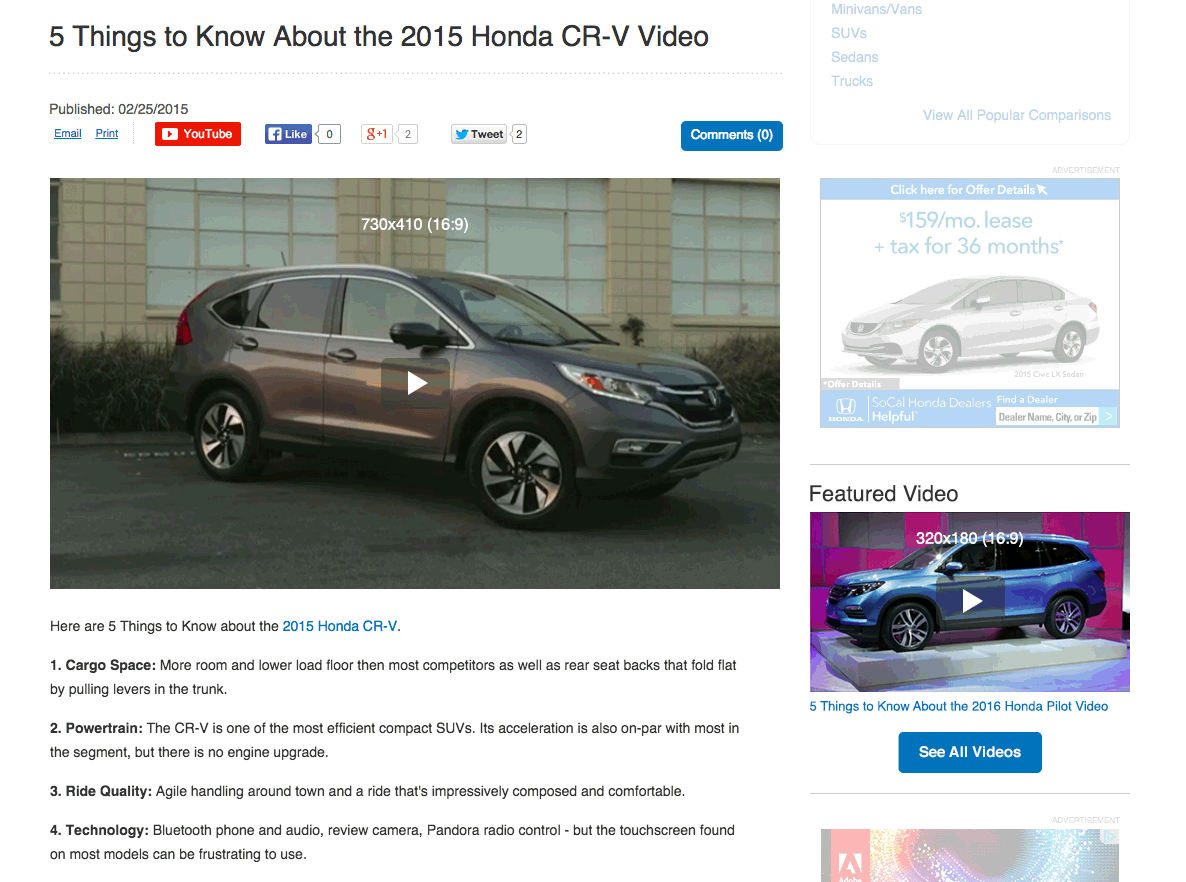 5 Things to Know About the 2015 Honda CR-V Video
Published: 02/25/2015
Email Print YouTube Like 0 g+1 2 Tweet 2 Comments (0)
730x410 (16:9)
Here are 5 Things to Know about the 2015 Honda CR-V.
1. Cargo Space: More room and lower load floor then most competitors as well as rear seat backs that fold flat
by pulling levers in the trunk.
2. Powertrain: The CR-V is one of the most efficient compact SUVs. Its acceleration is also on-par with most in
the segment, but there is no engine upgrade.
3. Ride Quality: Agile handling around town and a ride that's impressively composed and comfortable.
4. Technology: Bluetooth phone and audio, review camera, Pandora radio control - but the touchscreen found
on most models can be frustrating to use.
Minivans/Vans
SUVs
Sedans
Trucks
View All Popular Comparisons
ADVERTISEMENT
Click here for Offer Details
$159/mo. lease
+ tax for 36 months*
2015 Civic LX Sedan
*Offer Details
HONDA
SoCal Honda Dealers
Helpful
Find a Dealer
Dealer Name, City, or Zip >
Featured Video
320x180 (16:9)
5 Things to Know About the 2016 Honda Pilot Video
See All Videos
ADVERTISEMENT
Adobe